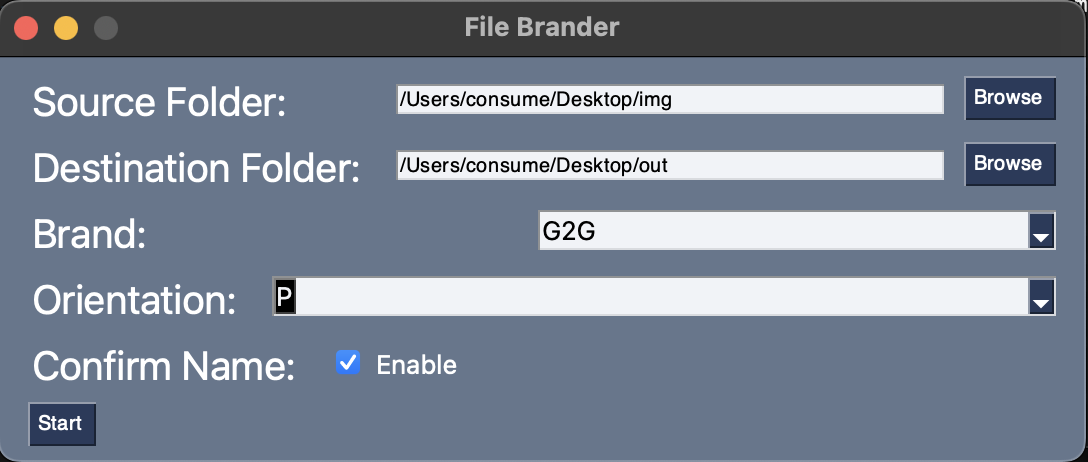 File Brander
Source Folder: /Users/consume/Desktop/img Browse
Destination Folder: /Users/consume/Desktop/out Browse
Brand: G2G
Orientation: P
Confirm Name: Enable
Start